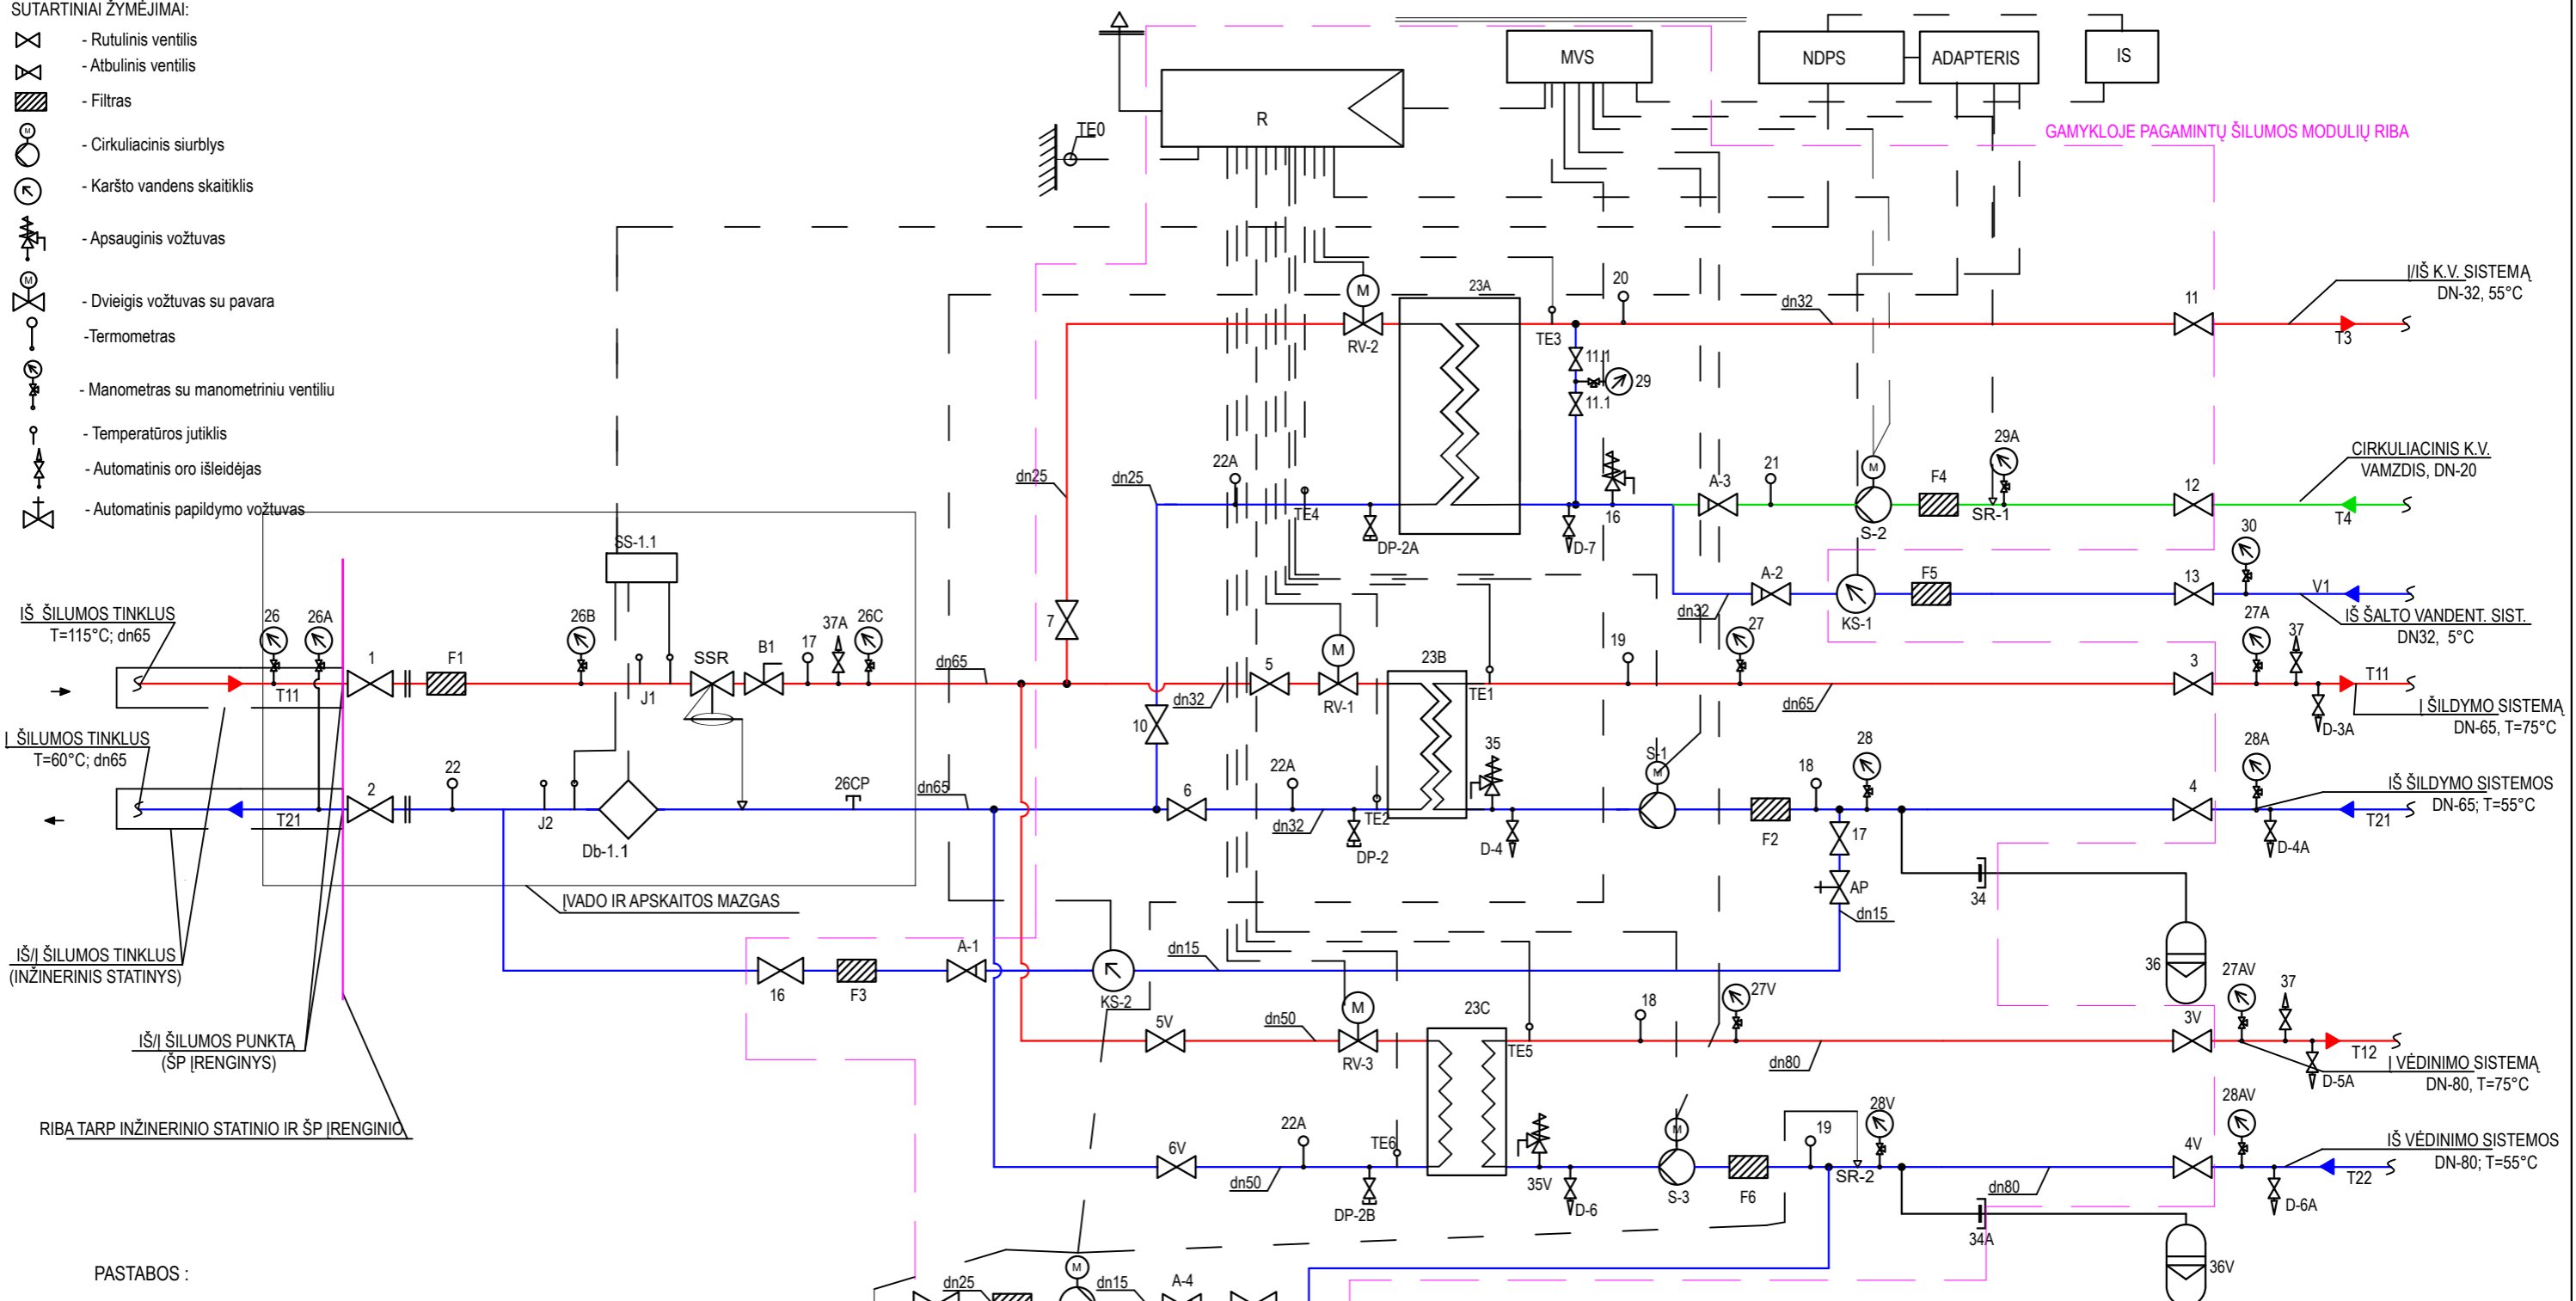 SUTARTINIAI ŽYMĖJIMAI:
- Rutulinis ventilis
- Atbulinis ventilis
- Filtras
M
- Cirkuliacinis siurblys
- Karšto vandens skaitiklis
- Apsauginis vožtuvas
M
- Dvieigis vožtuvas su pavara
-Termometras
- Manometras su manometriniu ventiliu
- Temperatūros jutiklis
- Automatinis oro išleidėjas
- Automatinis papildymo vožtuvas
R
TE0
MVS
NDPS
ADAPTERIS
IS
GAMYKLOJE PAGAMINTŲ ŠILUMOS MODULIŲ RIBA
M
RV-2
23A
TE3
20
dn32
11
Į/IŠ K.V. SISTEMĄ
DN-32, 55°C
T3
11.1
29
11.1
dn25
dn25
22A
TE4
DP-2A
D-7
16
A-3
21
M
S-2
F4
29A
SR-1
12
CIRKULIACINIS K.V.
VAMZDIS, DN-20
T4
30
A-2
dn32
KS-1
F5
13
V1
IŠ ŠALTO VANDENT. SIST.
DN32, 5°C
SS-1.1
IŠ ŠILUMOS TINKLUS
T=115°C; dn65
26
26A
T11
1
F1
26B
J1
SSR
B1
17
37A
26C
dn65
7
dn32
5
M
RV-1
23B
TE1
19
27
dn65
3
27A
37
T11
D-3A
Į ŠILDYMO SISTEMĄ
DN-65, T=75°C
Į ŠILUMOS TINKLUS
T=60°C; dn65
T21
2
22
J2
Db-1.1
26CP
dn65
10
6
22A
dn32
TE2
DP-2
35
D-4
S-1
M
F2
18
28
17
AP
dn15
4
28A
IŠ ŠILDYMO SISTEMOS
DN-65; T=55°C
T21
D-4A
34
36
ĮVADO IR APSKAITOS MAZGAS
IŠ/Į ŠILUMOS TINKLUS
(INŽINERINIS STATINYS)
16
F3
A-1
KS-2
dn15
IŠ/Į ŠILUMOS PUNKTĄ
(ŠP ĮRENGINYS)
5V
dn50
M
RV-3
23C
TE5
18
27V
dn80
3V
27AV
37
T12
D-5A
Į VĖDINIMO SISTEMĄ
DN-80, T=75°C
RIBA TARP INŽINERINIO STATINIO IR ŠP ĮRENGINIO
6V
dn50
22A
TE6
DP-2B
35V
D-6
M
S-3
F6
19
28V
SR-2
dn80
4V
28AV
IŠ VĖDINIMO SISTEMOS
DN-80; T=55°C
T22
D-6A
34A
36V
PASTABOS :
dn25
M
dn15
A-4